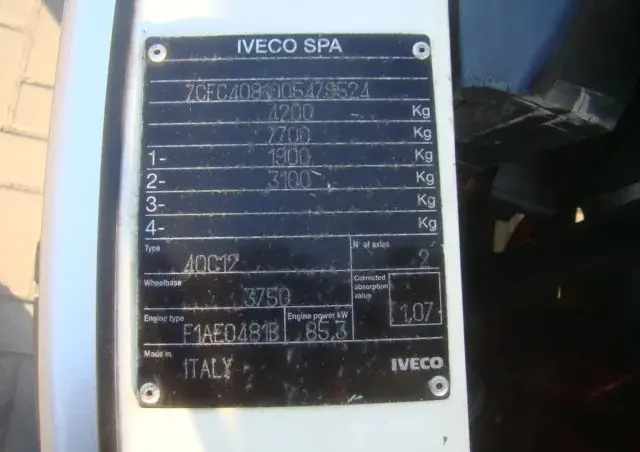 IVECO SPA
4200 Kg
7700 Kg
1- 1900 Kg
2- 3100 Kg
3- Kg
4- Kg
Type
40C12
N° of axles
2
Wheelbase
3750
Corrected absorption value
1,07
Engine type
F1AE0481B
Engine power kW
85,3
Made in
ITALY
IVECO